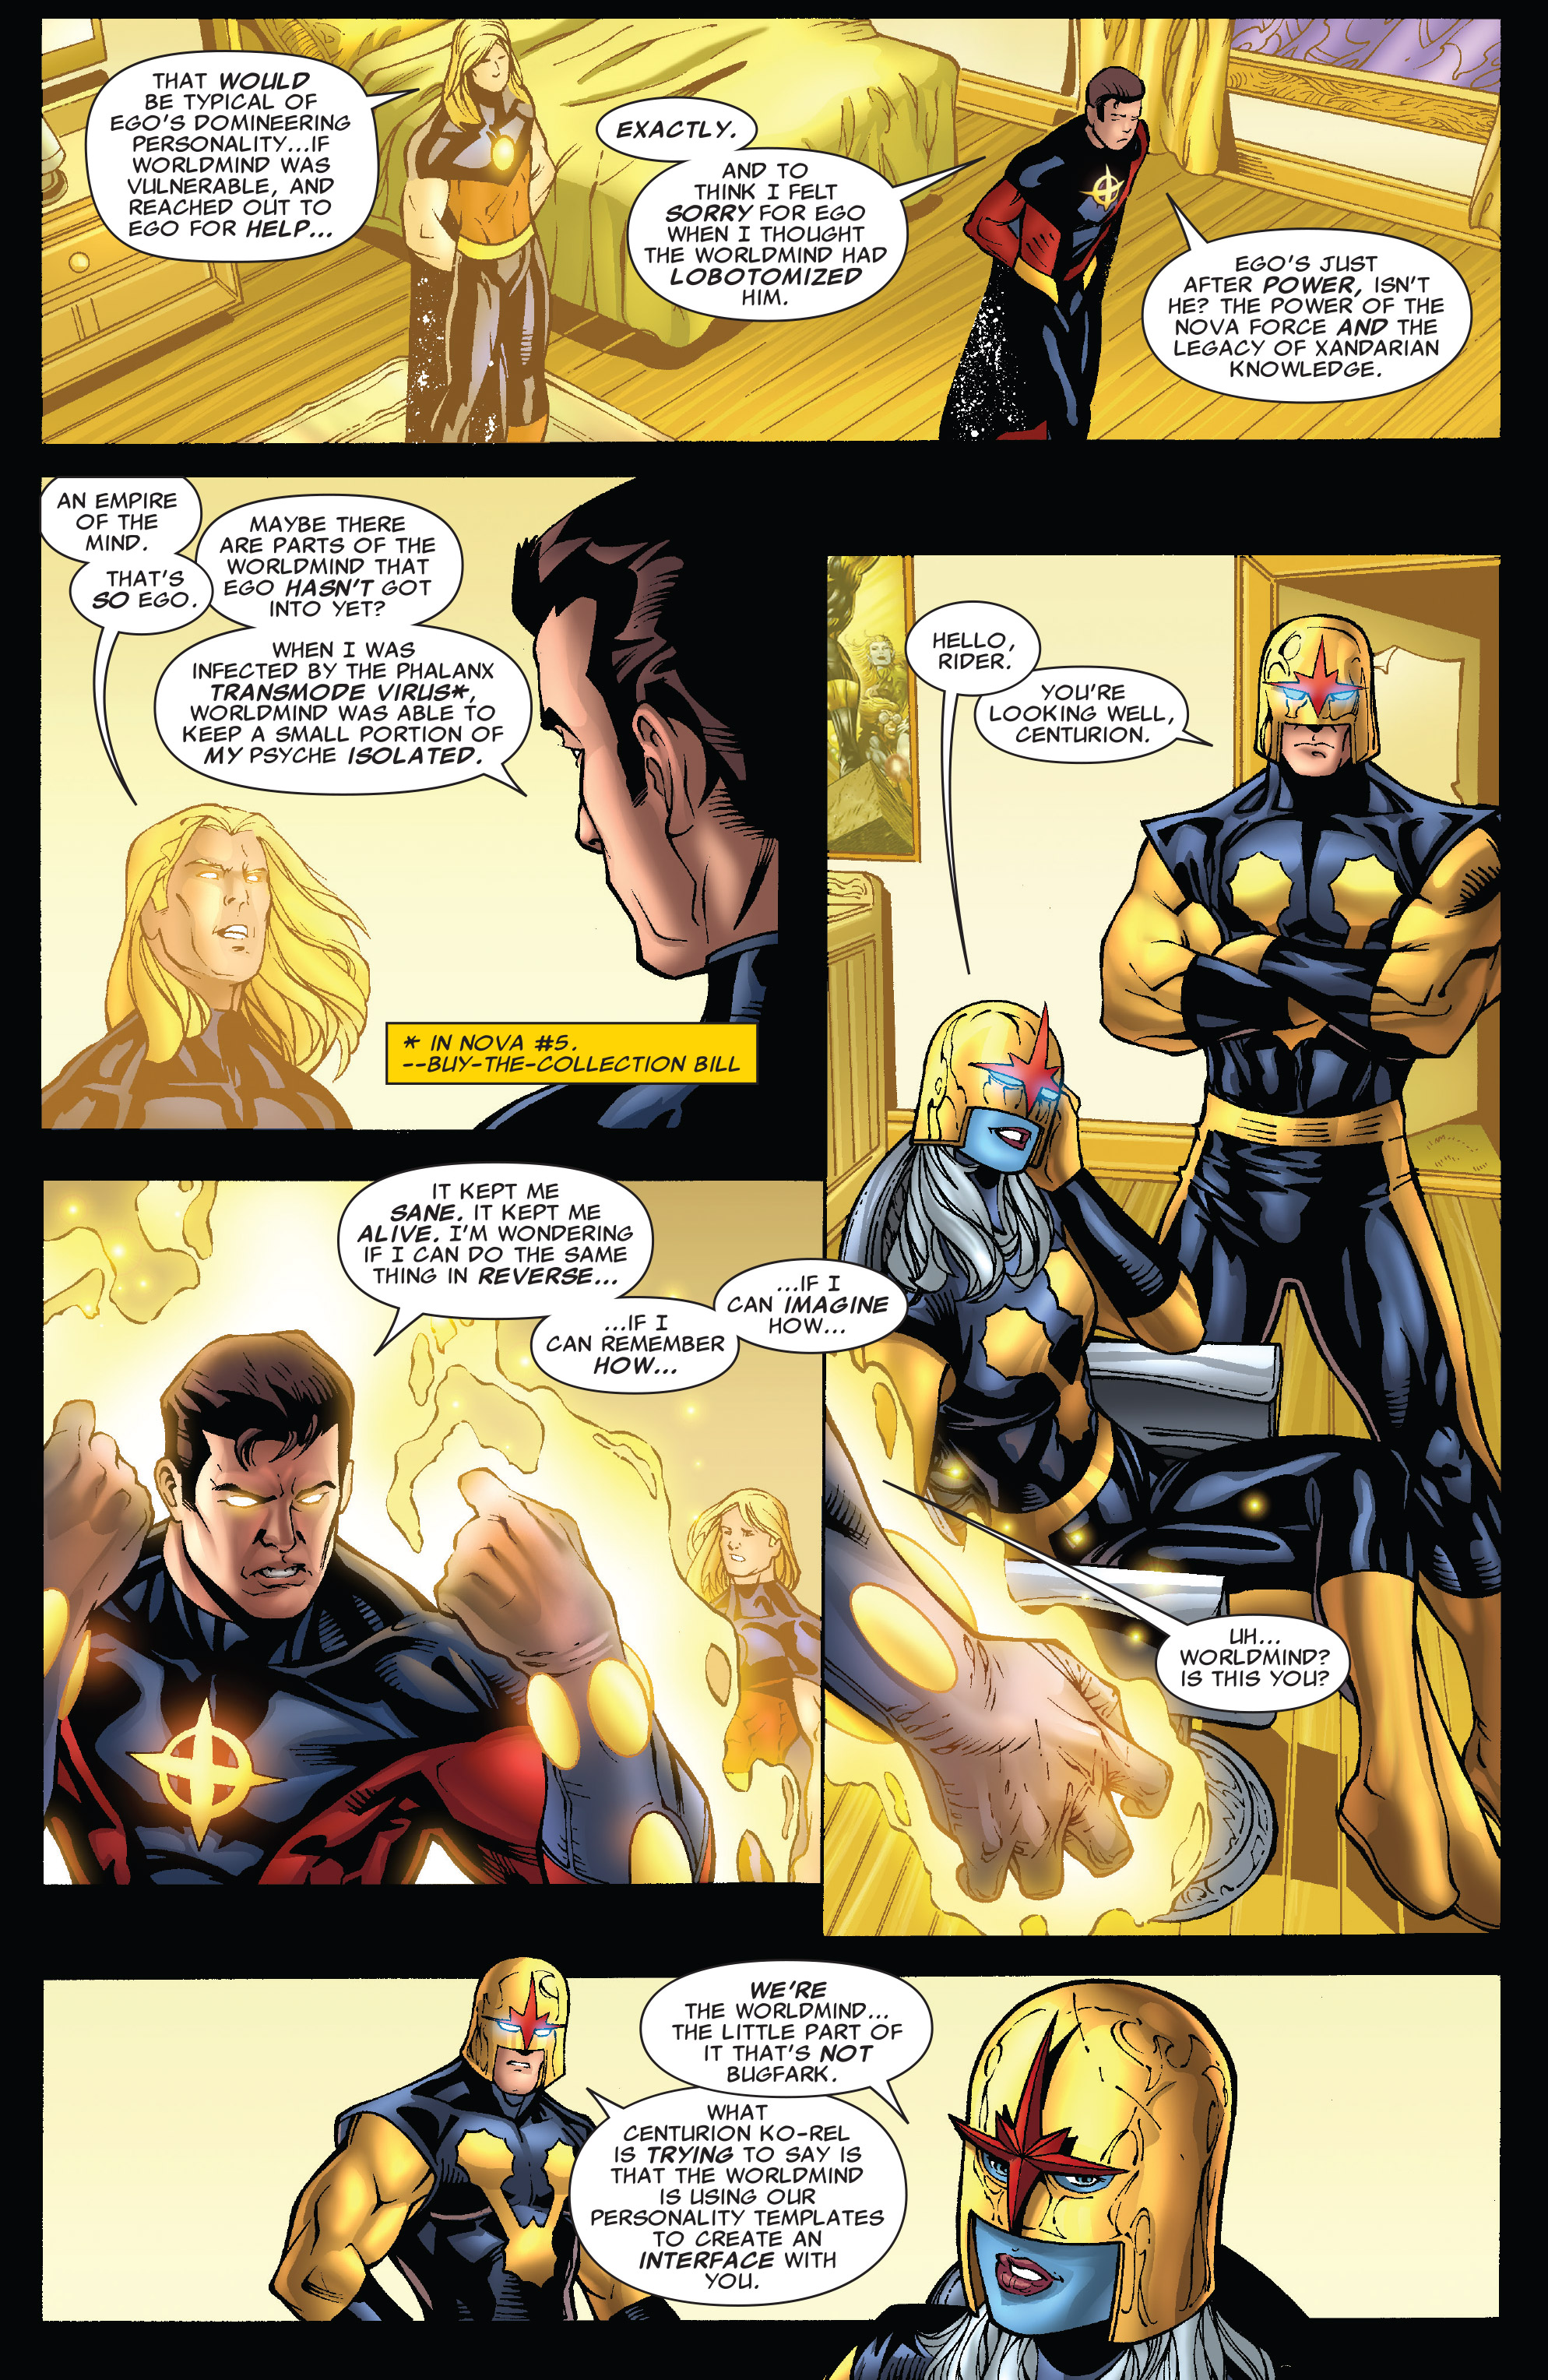 THAT WOULD
BE TYPICAL OF
EGO'S DOMINEERING
PERSONALITY...IF
WORLDMIND WAS
VULNERABLE, AND
REACHED OUT TO
EGO FOR HELP...
EXACTLY.
AND TO
THINK I FELT
SORRY FOR EGO
WHEN I THOUGHT
THE WORLDMIND HAD
LOBOTOMIZED
HIM.
EGO'S JUST
AFTER POWER, ISN'T
HE? THE POWER OF THE
NOVA FORCE AND THE
LEGACY OF XANDARIAN
KNOWLEDGE.
AN EMPIRE
OF THE
MIND.
THAT'S
SO EGO.
MAYBE THERE
ARE PARTS OF THE
WORLDMIND THAT
EGO HASN'T GOT
INTO YET?
WHEN I WAS
INFECTED BY THE PHALANX
TRANSMODE VIRUS*,
WORLDMIND WAS ABLE TO
KEEP A SMALL PORTION OF
MY PSYCHE ISOLATED.
* IN NOVA #5.
--BUY-THE-COLLECTION BILL
IT KEPT ME
SANE. IT KEPT ME
ALIVE. I'M WONDERING
IF I CAN DO THE SAME
THING IN REVERSE...
...IF I
CAN REMEMBER
HOW...
...IF I
CAN IMAGINE
HOW...
HELLO,
RIDER.
YOU'RE
LOOKING WELL,
CENTURION.
UH...
WORLDMIND?
IS THIS YOU?
WE'RE
THE WORLDMIND...
THE LITTLE PART OF
IT THAT'S NOT
BUGFARK.
WHAT
CENTURION KO-REL
IS TRYING TO SAY IS
THAT THE WORLDMIND
IS USING OUR
PERSONALITY TEMPLATES
TO CREATE AN
INTERFACE WITH
YOU.